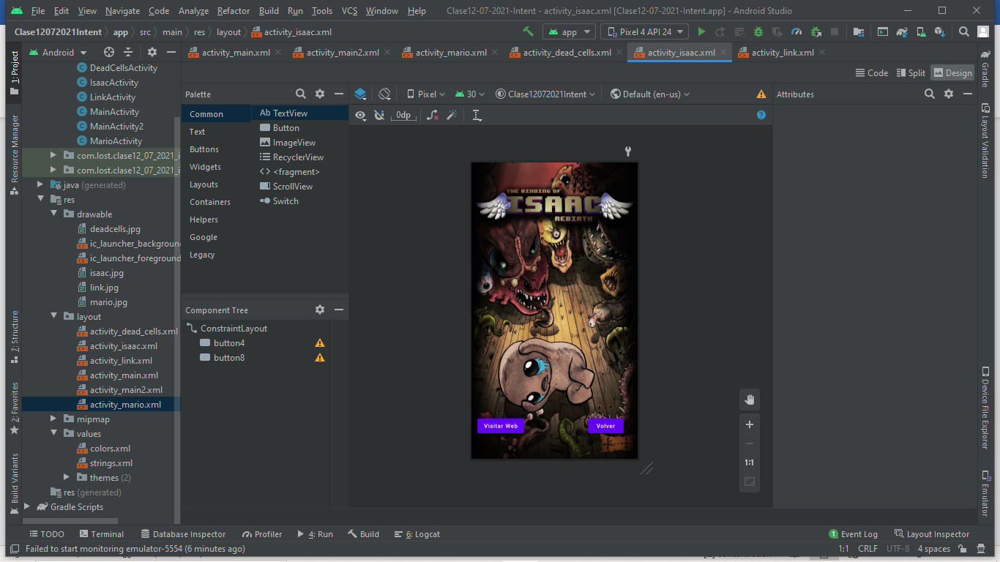 File Edit View Navigate Code Analyze Refactor Build Run Tools VCS Window Help Clase12-07-2021-Intent - activity_isaac.xml [Clase12-07-2021-Intent.app] - Android Studio
Clase12072021Intent app src main res layout activity_isaac.xml app Pixel 4 API 24
1: Project
Resource Manager
7: Structure
2: Favorites
Build Variants
Android
DeadCellsActivity
IsaacActivity
LinkActivity
MainActivity
MainActivity2
MarioActivity
com.lost.clase12_07_2021_i
com.lost.clase12_07_2021_i
java (generated)
res
drawable
deadcells.jpg
ic_launcher_background
ic_launcher_foreground
isaac.jpg
link.jpg
mario.jpg
layout
activity_dead_cells.xml
activity_isaac.xml
activity_link.xml
activity_main.xml
activity_main2.xml
activity_mario.xml
mipmap
values
colors.xml
strings.xml
themes (2)
res (generated)
Gradle Scripts
activity_main.xml activity_main2.xml activity_mario.xml activity_dead_cells.xml activity_isaac.xml activity_link.xml
Code Split Design
Palette
Common
Text
Buttons
Widgets
Layouts
Containers
Helpers
Google
Legacy
Ab TextView
Button
ImageView
RecyclerView
<fragment>
ScrollView
Switch
Component Tree
ConstraintLayout
button4
button8
Pixel 30 Clase12072021Intent Default (en-us)
0dp
THE BINDING OF
ISAAC
REBIRTH
Visitar Web Volver
1:1
Attributes
Gradle
Layout Validation
Device File Explorer
Emulator
TODO Terminal Database Inspector Profiler 4: Run Build 6: Logcat 1 Event Log Layout Inspector
Failed to start monitoring emulator-5554 (6 minutes ago) 1:1 CRLF UTF-8 4 spaces